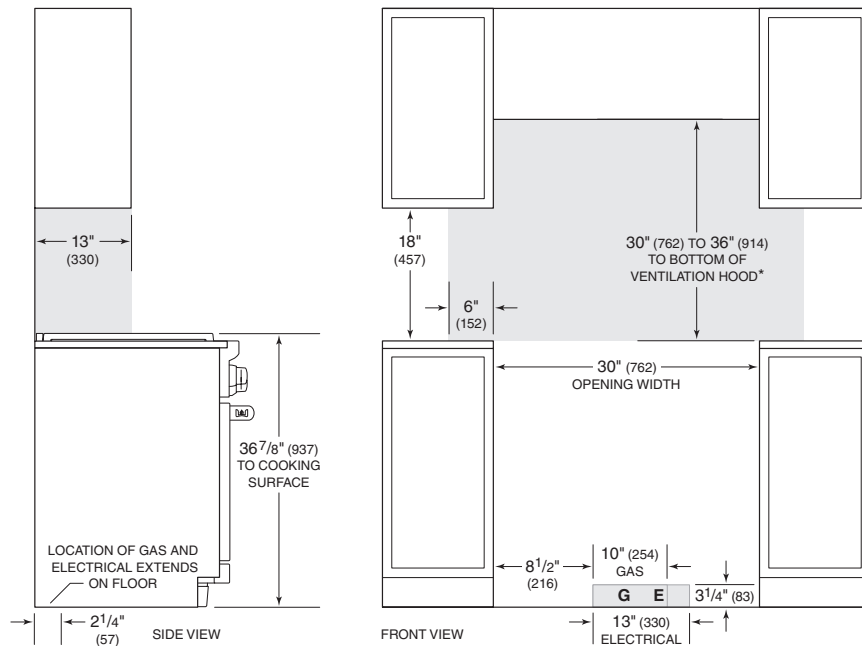 13"
(330)
36 7/8" (937)
TO COOKING
SURFACE
LOCATION OF GAS AND
ELECTRICAL EXTENDS
ON FLOOR
2 1/4"
(57)
SIDE VIEW
18"
(457)
30" (762) TO 36" (914)
TO BOTTOM OF
VENTILATION HOOD*
6"
(152)
30" (762)
OPENING WIDTH
8 1/2"
(216)
10" (254)
GAS
G E
3 1/4" (83)
13" (330)
ELECTRICAL
FRONT VIEW